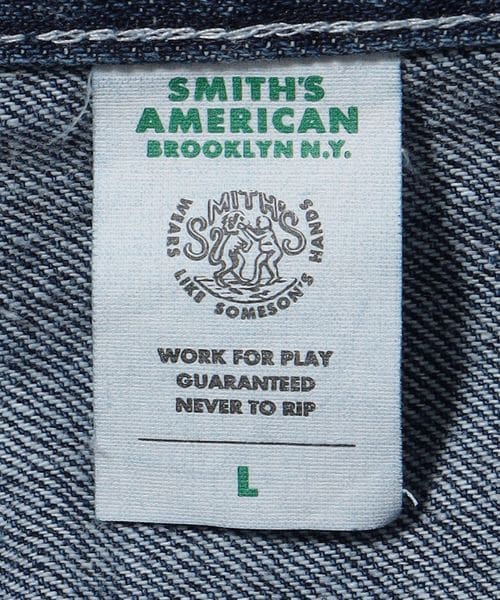 SMITH'S
AMERICAN
BROOKLYN N.Y.
SMITH'S
WEARS LIKE SOMESON'S HANDS
WORK FOR PLAY
GUARANTEED
NEVER TO RIP
L